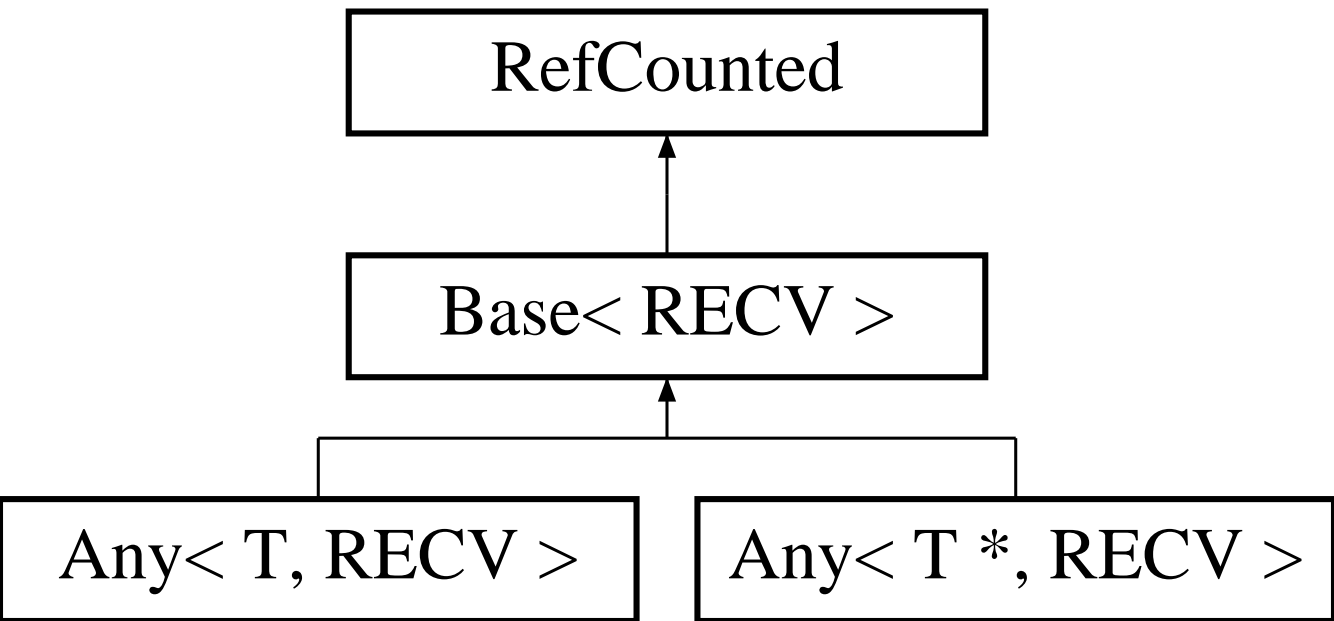 RefCounted
Base< RECV >
Any< T, RECV >
Any< T *, RECV >